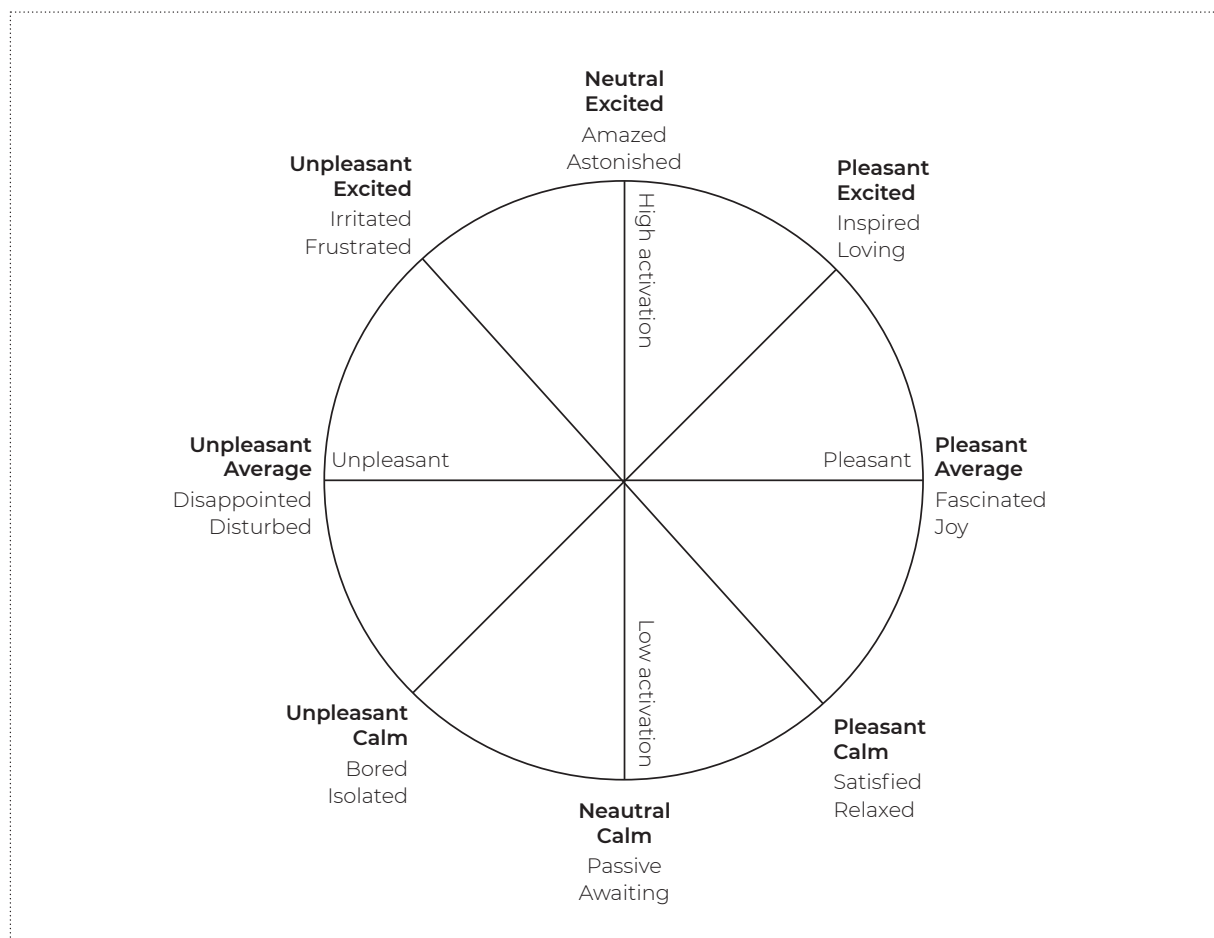 Neutral
Excited
Amazed
Astonished
Unpleasant
Excited
Irritated
Frustrated
Pleasant
Excited
Inspired
Loving
High activation
Unpleasant
Average
Disappointed
Disturbed
Unpleasant
Pleasant
Pleasant
Average
Fascinated
Joy
Low activation
Unpleasant
Calm
Bored
Isolated
Neautral
Calm
Passive
Awaiting
Pleasant
Calm
Satisfied
Relaxed